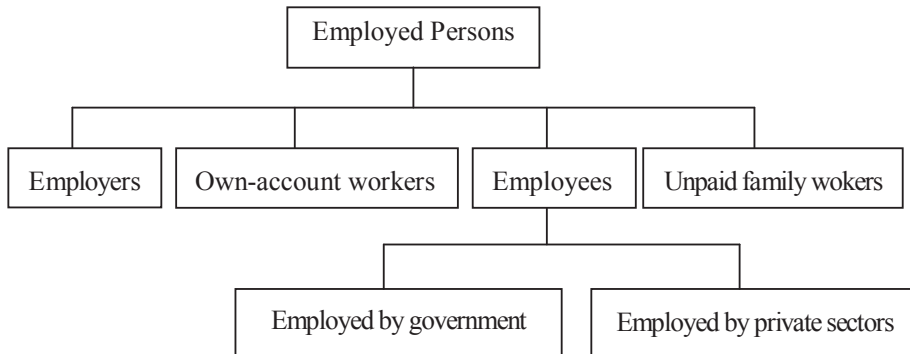 Employed Persons
Employers
Own-account workers
Employees
Unpaid family wokers
Employed by government
Employed by private sectors